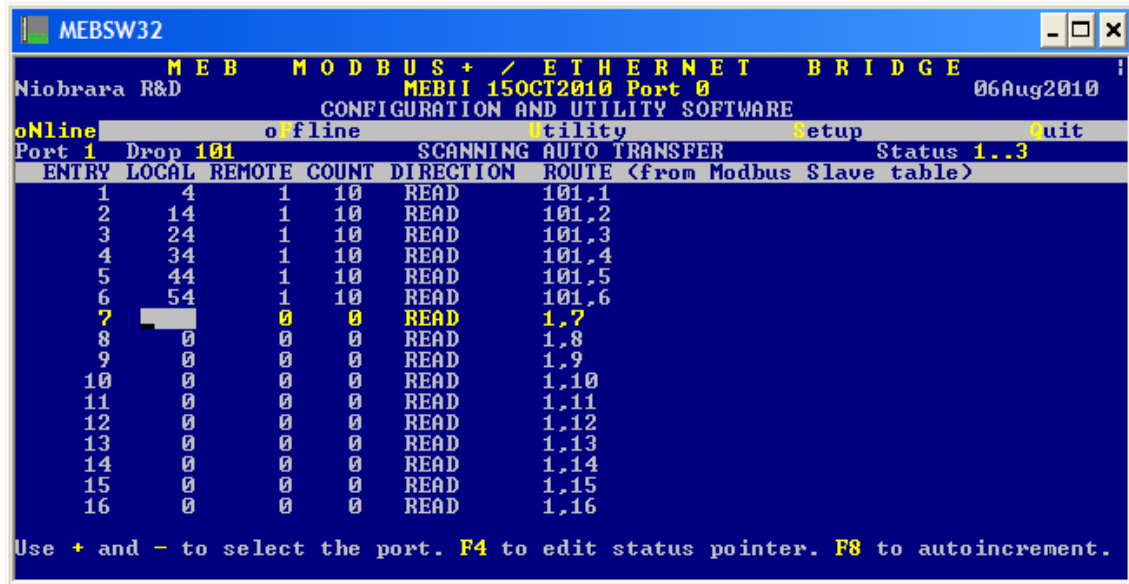 MEBSW32
M E B M O D B U S + / E T H E R N E T B R I D G E
Niobrara R&D MEBII 15OCT2010 Port 0 06Aug2010
CONFIGURATION AND UTILITY SOFTWARE
oNline oFfline Utility Setup Quit
Port 1 Drop 101 SCANNING AUTO TRANSFER Status 1..3
ENTRY LOCAL REMOTE COUNT DIRECTION ROUTE (from Modbus Slave table)
1 4 1 10 READ 101,1
2 14 1 10 READ 101,2
3 24 1 10 READ 101,3
4 34 1 10 READ 101,4
5 44 1 10 READ 101,5
6 54 1 10 READ 101,6
7 _ 0 0 READ 1,7
8 0 0 0 READ 1,8
9 0 0 0 READ 1,9
10 0 0 0 READ 1,10
11 0 0 0 READ 1,11
12 0 0 0 READ 1,12
13 0 0 0 READ 1,13
14 0 0 0 READ 1,14
15 0 0 0 READ 1,15
16 0 0 0 READ 1,16
Use + and - to select the port. F4 to edit status pointer. F8 to autoincrement.